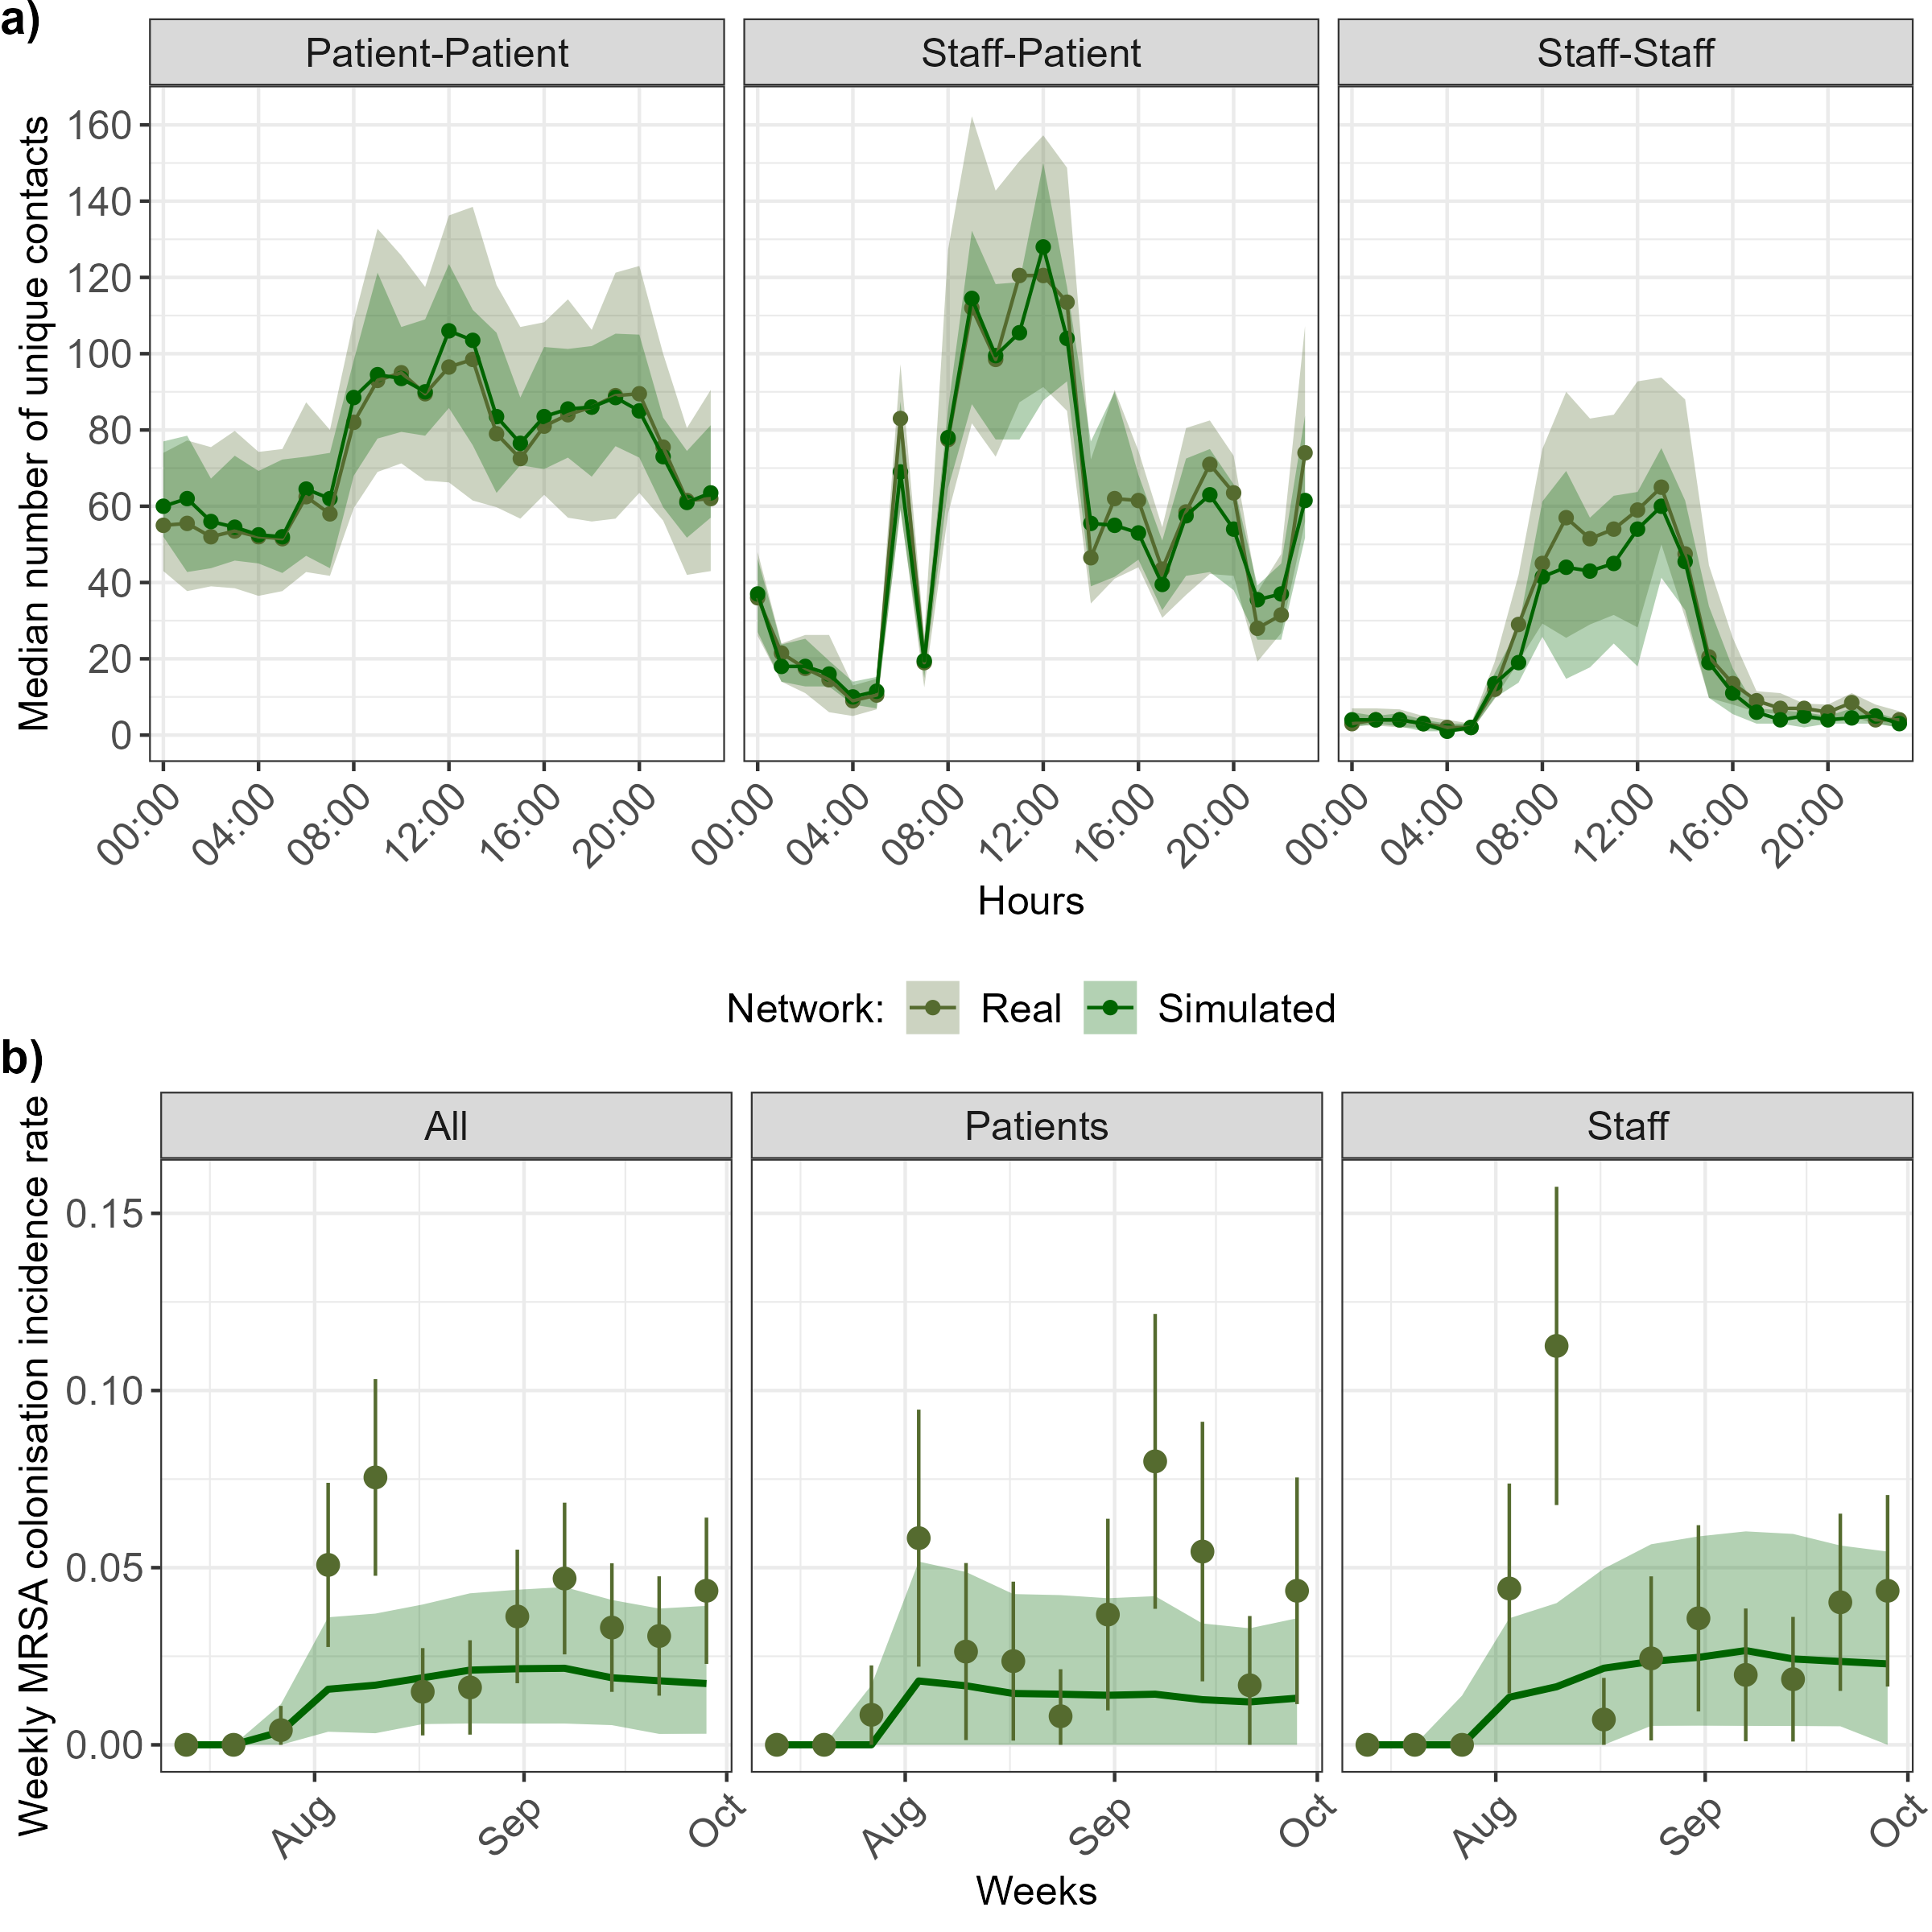 a)
Patient-Patient Staff-Patient Staff-Staff
Median number of unique contacts
160
140
120
100
80
60
40
20
0
00:00 04:00 08:00 12:00 16:00 20:00 00:00 04:00 08:00 12:00 16:00 20:00 00:00 04:00 08:00 12:00 16:00 20:00
Hours
Network: Real Simulated
b)
All Patients Staff
Weekly MRSA colonisation incidence rate
0.15
0.10
0.05
0.00
Aug Sep Oct Aug Sep Oct Aug Sep Oct
Weeks